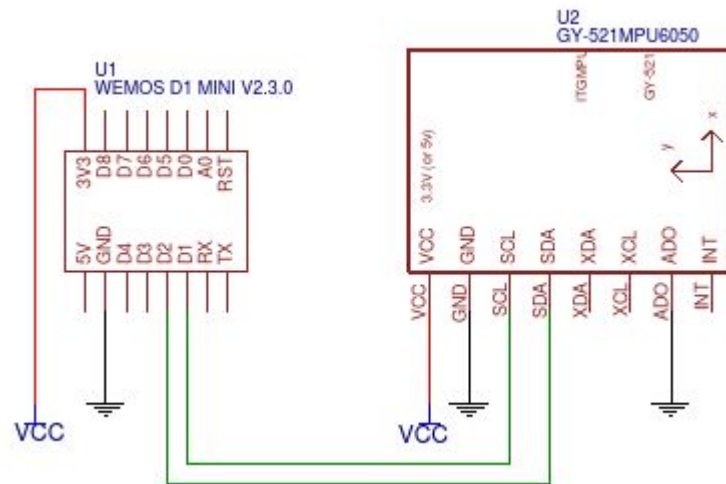 U2
GY-521MPU6050
U1
WEMOS D1 MINI V2.3.0
ITGMPU
GY-521
x
y
3.3V (or 5v)
3V3
D8
D7
D6
D5
D0
A0
RST
5V
GND
D4
D3
D2
D1
RX
TX
VCC
GND
SCL
SDA
XDA
XCL
ADO
INT
VCC
GND
SCL
SDA
XDA
XCL
ADO
INT
VCC
VCC